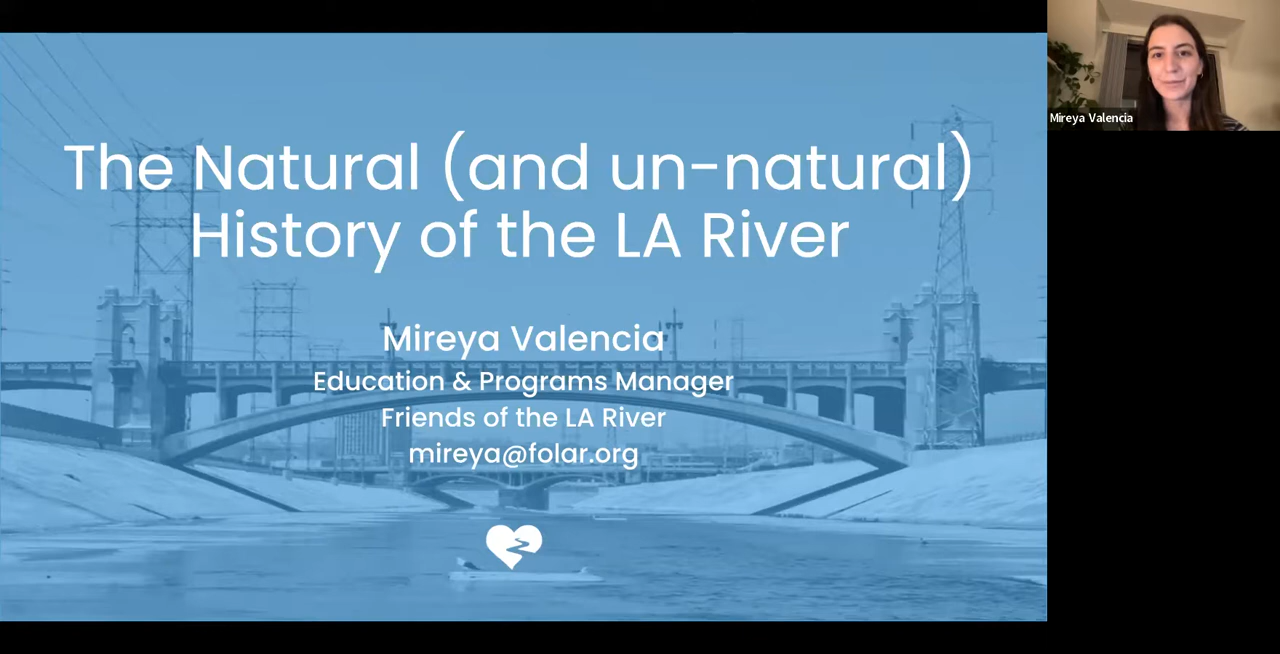 The Natural (and un-natural)
History of the LA River
Mireya Valencia
Education & Programs Manager
Friends of the LA River
mireya@folar.org
Mireya Valencia